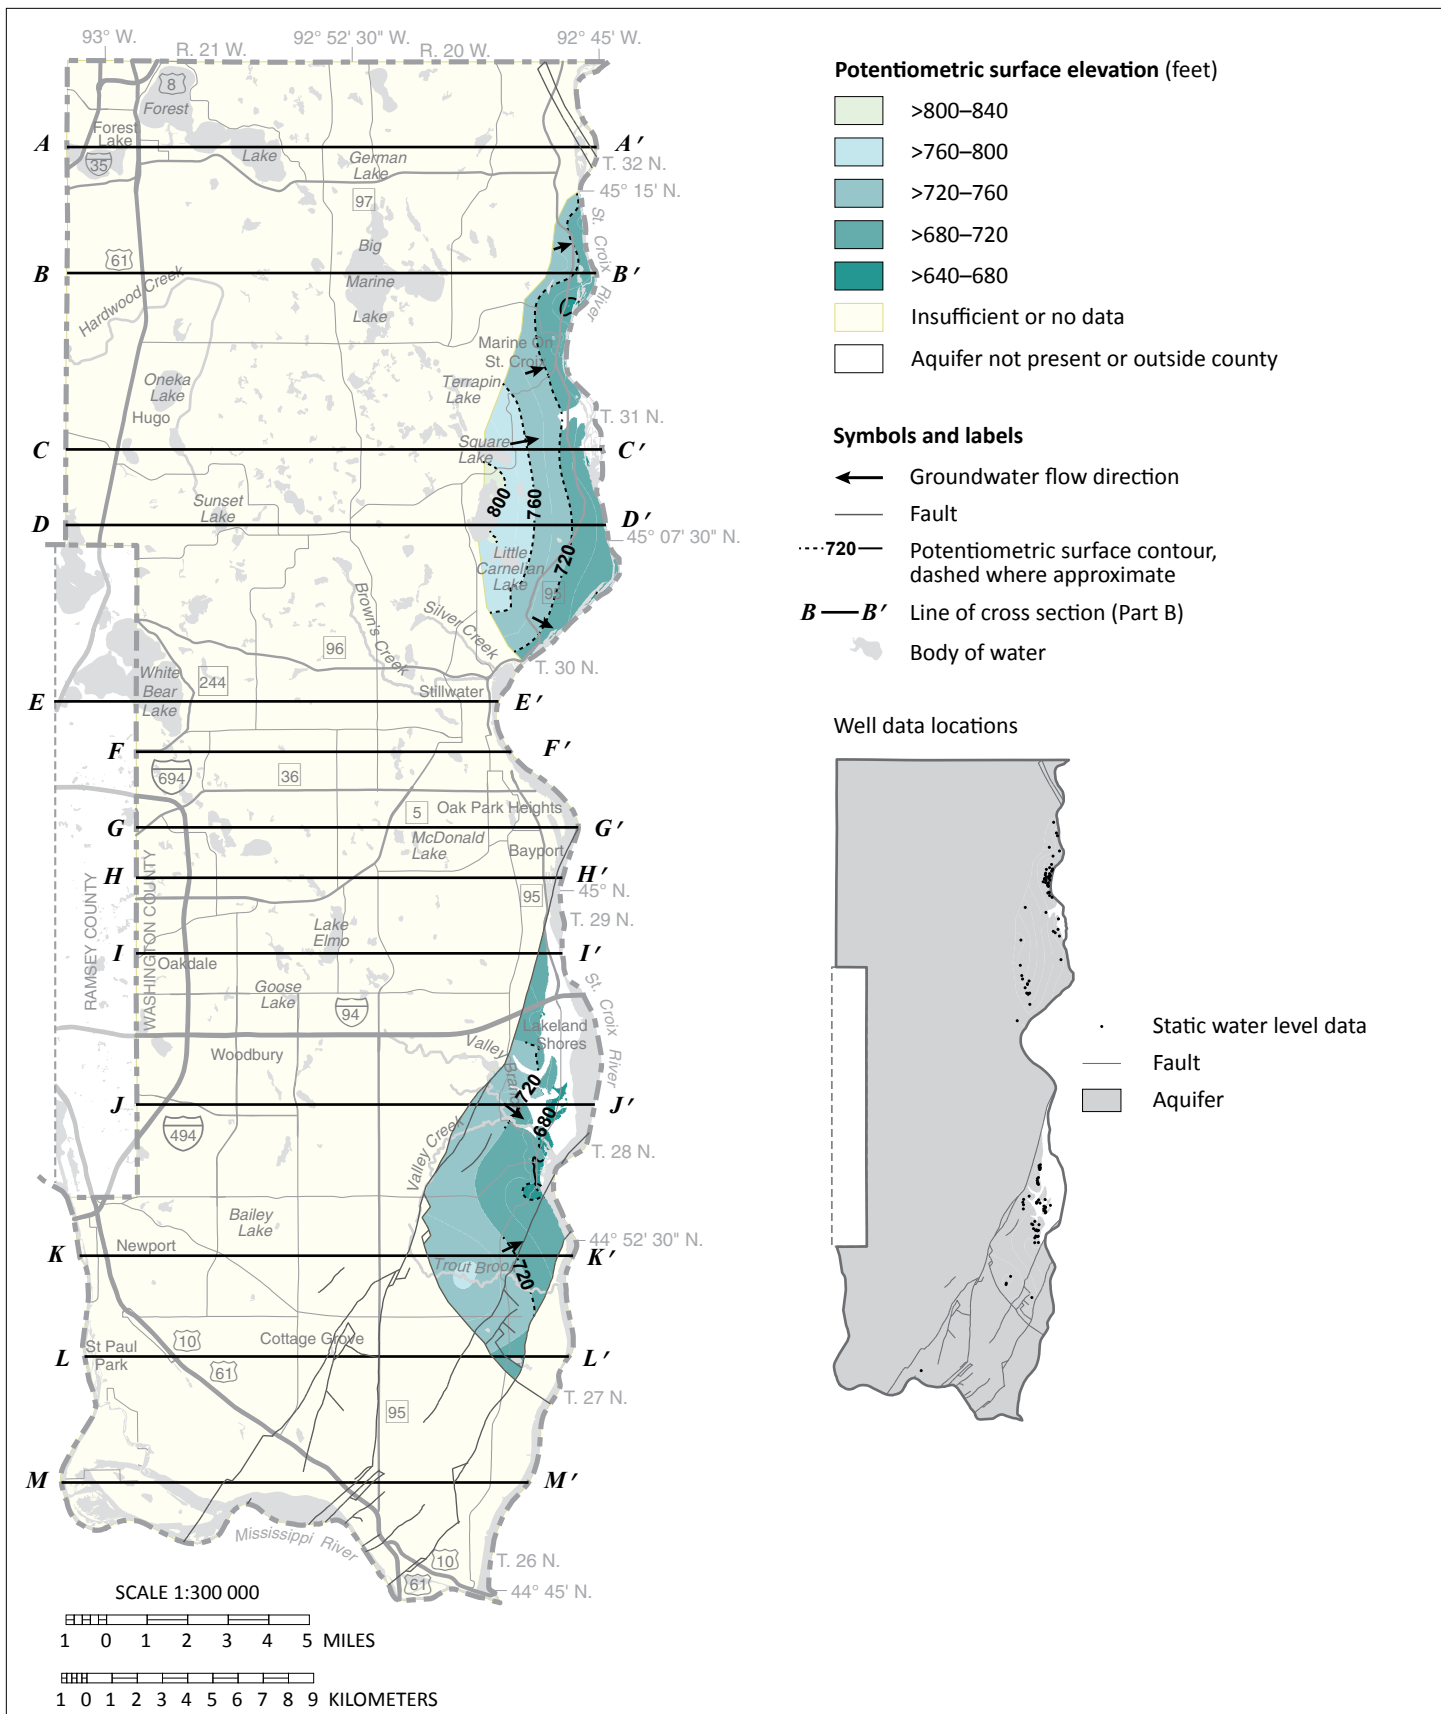 93° W.
92° 52' 30" W.
92° 45' W.
R. 21 W.
R. 20 W.
8
Forest
Forest
Lake
35
Lake
German
Lake
A
A'
T. 32 N.
45° 15' N.
97
St. Croix River
Big
Marine
Lake
61
B
B'
Hardwood Creek
Marine On
St. Croix
Terrapin
Lake
Oneka
Lake
Hugo
T. 31 N.
Square
Lake
C
C'
800
760
Sunset
Lake
D
D'
45° 07' 30" N.
Little
Carnelian
Lake
720
95
Brown's Creek
Silver Creek
96
T. 30 N.
White
Bear
Lake
244
Stillwater
E
E'
F
F'
694
36
5
Oak Park Heights
G
G'
McDonald
Lake
Bayport
H
H'
45° N.
95
T. 29 N.
RAMSEY COUNTY
WASHINGTON COUNTY
Lake
Elmo
I
I'
Oakdale
Goose
Lake
94
St. Croix River
Lakeland
Shores
Woodbury
Valley Branch
720
680
J
J'
494
T. 28 N.
Valley Creek
Bailey
Lake
44° 52' 30" N.
Newport
K
K'
Trout Brook
720
10
Cottage Grove
St Paul
Park
L
L'
61
T. 27 N.
95
M
M'
Mississippi River
10
T. 26 N.
61
44° 45' N.
SCALE 1:300 000
1 0 1 2 3 4 5 MILES
1 0 1 2 3 4 5 6 7 8 9 KILOMETERS
Potentiometric surface elevation (feet)
>800–840
>760–800
>720–760
>680–720
>640–680
Insufficient or no data
Aquifer not present or outside county
Symbols and labels
Groundwater flow direction
Fault
720 Potentiometric surface contour,
dashed where approximate
B B' Line of cross section (Part B)
Body of water
Well data locations
Static water level data
Fault
Aquifer